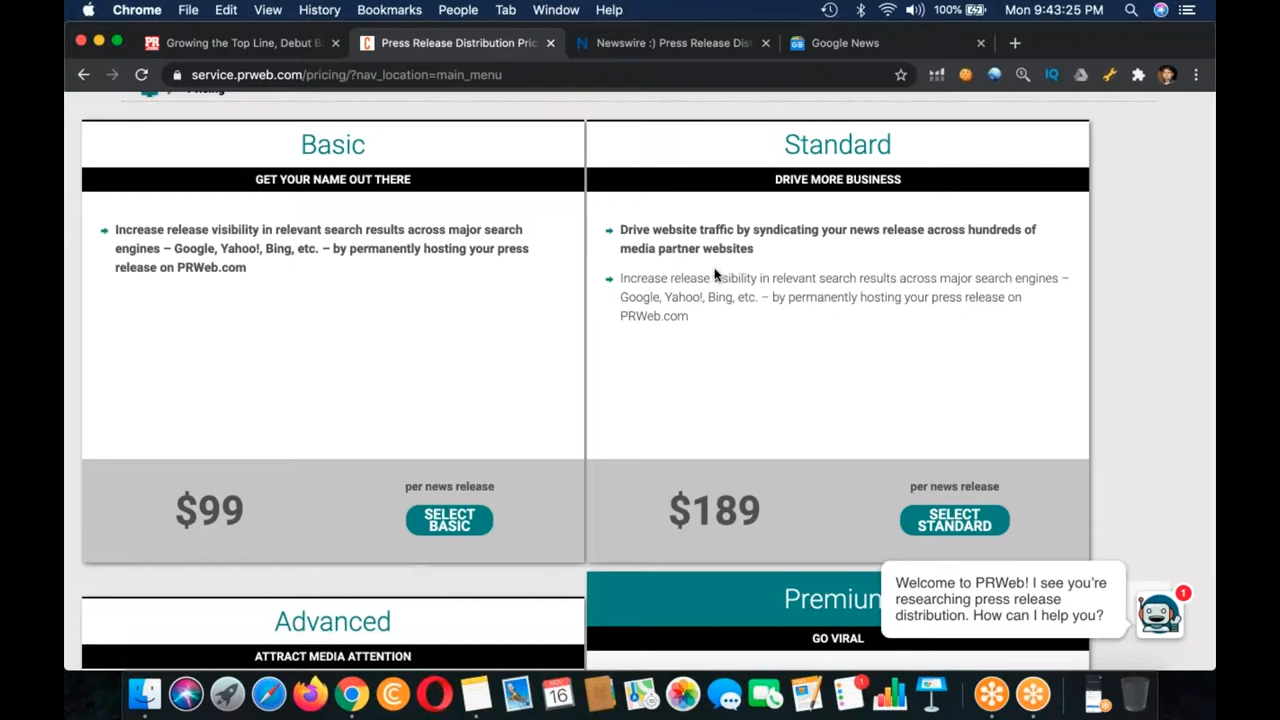 Chrome File Edit View History Bookmarks People Tab Window Help 100% Mon 9:43:25 PM
Growing the Top Line, Debut B
Press Release Distribution Pric
Newswire :) Press Release Dist
Google News
service.prweb.com/pricing/?nav_location=main_menu
Pricing
Basic
GET YOUR NAME OUT THERE
Increase release visibility in relevant search results across major search
engines – Google, Yahoo!, Bing, etc. – by permanently hosting your press
release on PRWeb.com
$99
per news release
SELECT
BASIC
Standard
DRIVE MORE BUSINESS
Drive website traffic by syndicating your news release across hundreds of
media partner websites
Increase release visibility in relevant search results across major search engines –
Google, Yahoo!, Bing, etc. – by permanently hosting your press release on
PRWeb.com
$189
per news release
SELECT
STANDARD
Advanced
ATTRACT MEDIA ATTENTION
Premium
GO VIRAL
Welcome to PRWeb! I see you're
researching press release
distribution. How can I help you?
1
NOV
16
1